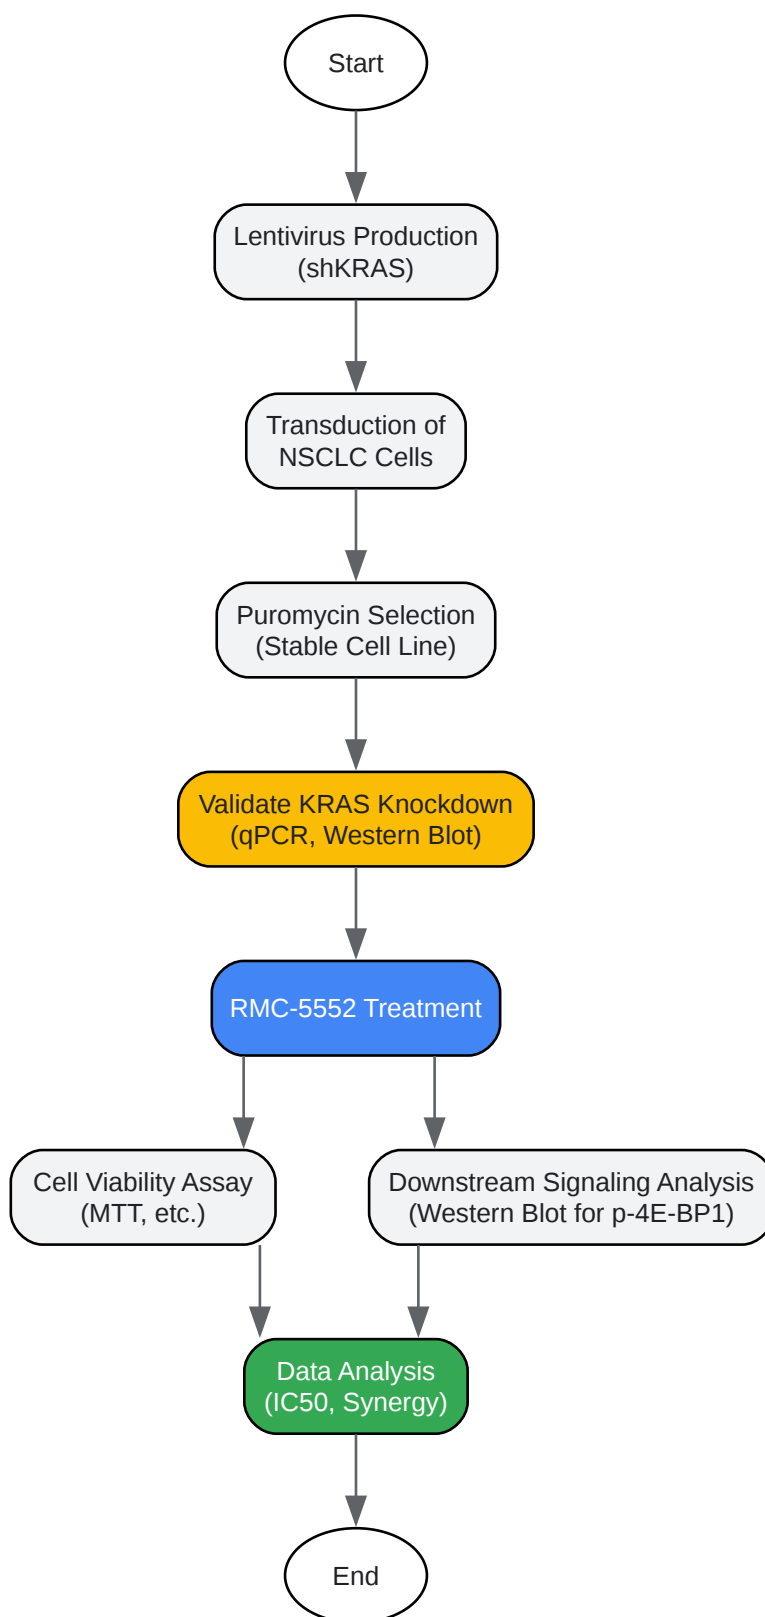 Start
Lentivirus Production
(shKRAS)
Transduction of
NSCLC Cells
Puromycin Selection
(Stable Cell Line)
Validate KRAS Knockdown
(qPCR, Western Blot)
RMC-5552 Treatment
Cell Viability Assay
(MTT, etc.)
Downstream Signaling Analysis
(Western Blot for p-4E-BP1)
Data Analysis
(IC50, Synergy)
End